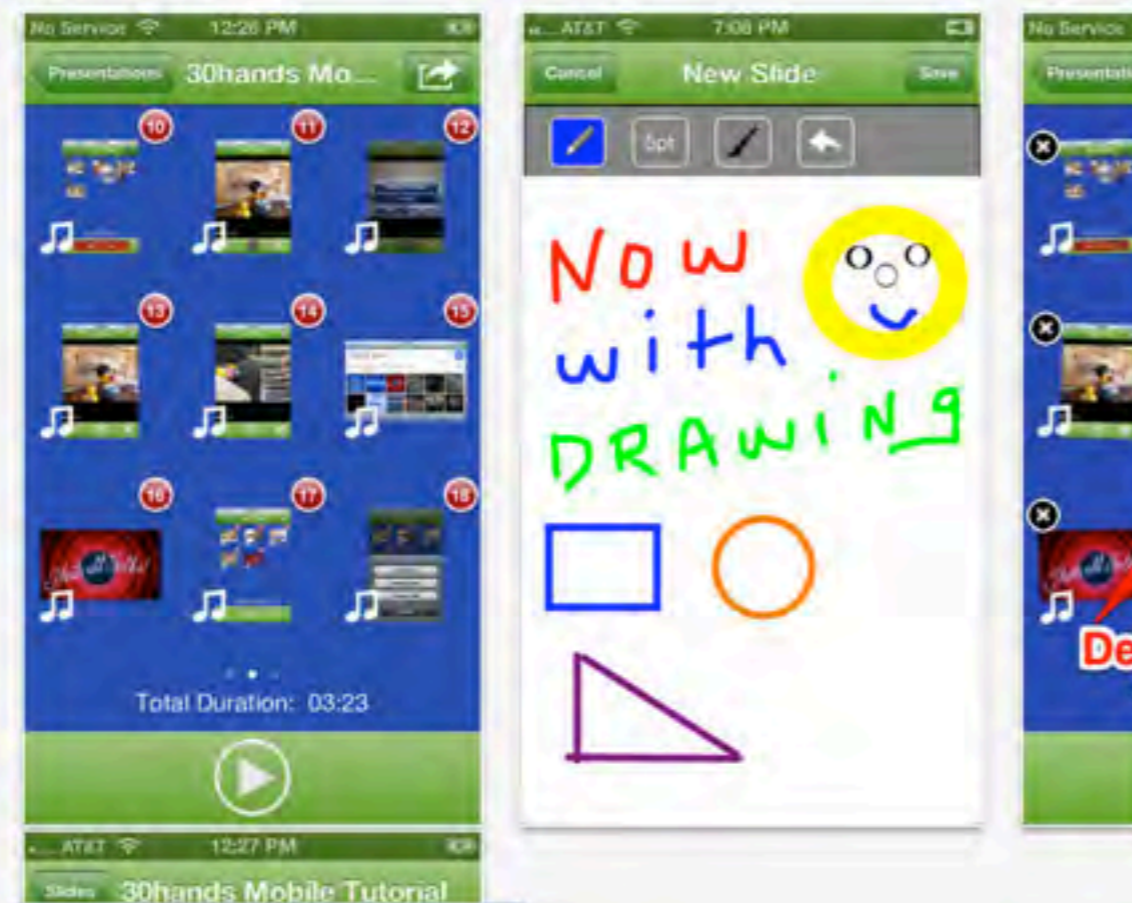 No Service 12:26 PM
Presentations 30hands Mo...
10 11 12
13 14 15
16 17 18
Total Duration: 03:23
AT&T 12:27 PM
Slides 30hands Mobile Tutorial
AT&T 7:08 PM
Cancel New Slide Save
5pt
Now
with
DRAWiNg
No Service
Presentati
De